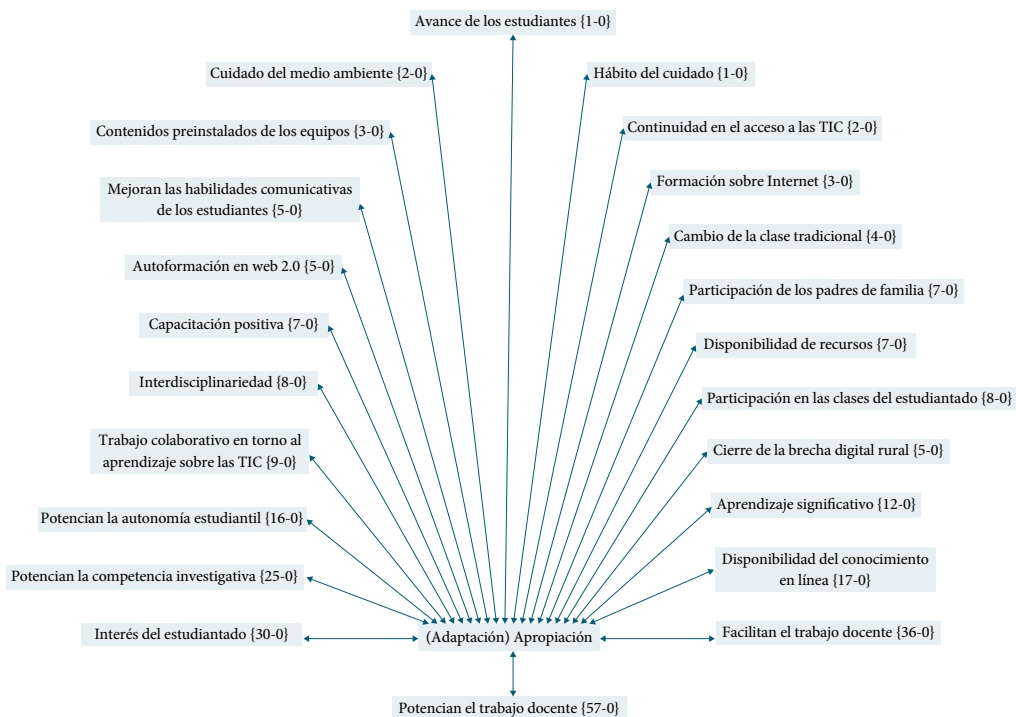 Avance de los estudiantes {1-0}
Cuidado del medio ambiente {2-0}
Hábito del cuidado {1-0}
Contenidos preinstalados de los equipos {3-0}
Continuidad en el acceso a las TIC {2-0}
Mejoran las habilidades comunicativas
de los estudiantes {5-0}
Formación sobre Internet {3-0}
Cambio de la clase tradicional {4-0}
Autoformación en web 2.0 {5-0}
Participación de los padres de familia {7-0}
Capacitación positiva {7-0}
Disponibilidad de recursos {7-0}
Interdisciplinariedad {8-0}
Participación en las clases del estudiantado {8-0}
Trabajo colaborativo en torno al
aprendizaje sobre las TIC {9-0}
Cierre de la brecha digital rural {5-0}
Potencian la autonomía estudiantil {16-0}
Aprendizaje significativo {12-0}
Potencian la competencia investigativa {25-0}
Disponibilidad del conocimiento
en línea {17-0}
Interés del estudiantado {30-0}
(Adaptación) Apropiación
Facilitan el trabajo docente {36-0}
Potencian el trabajo docente {57-0}